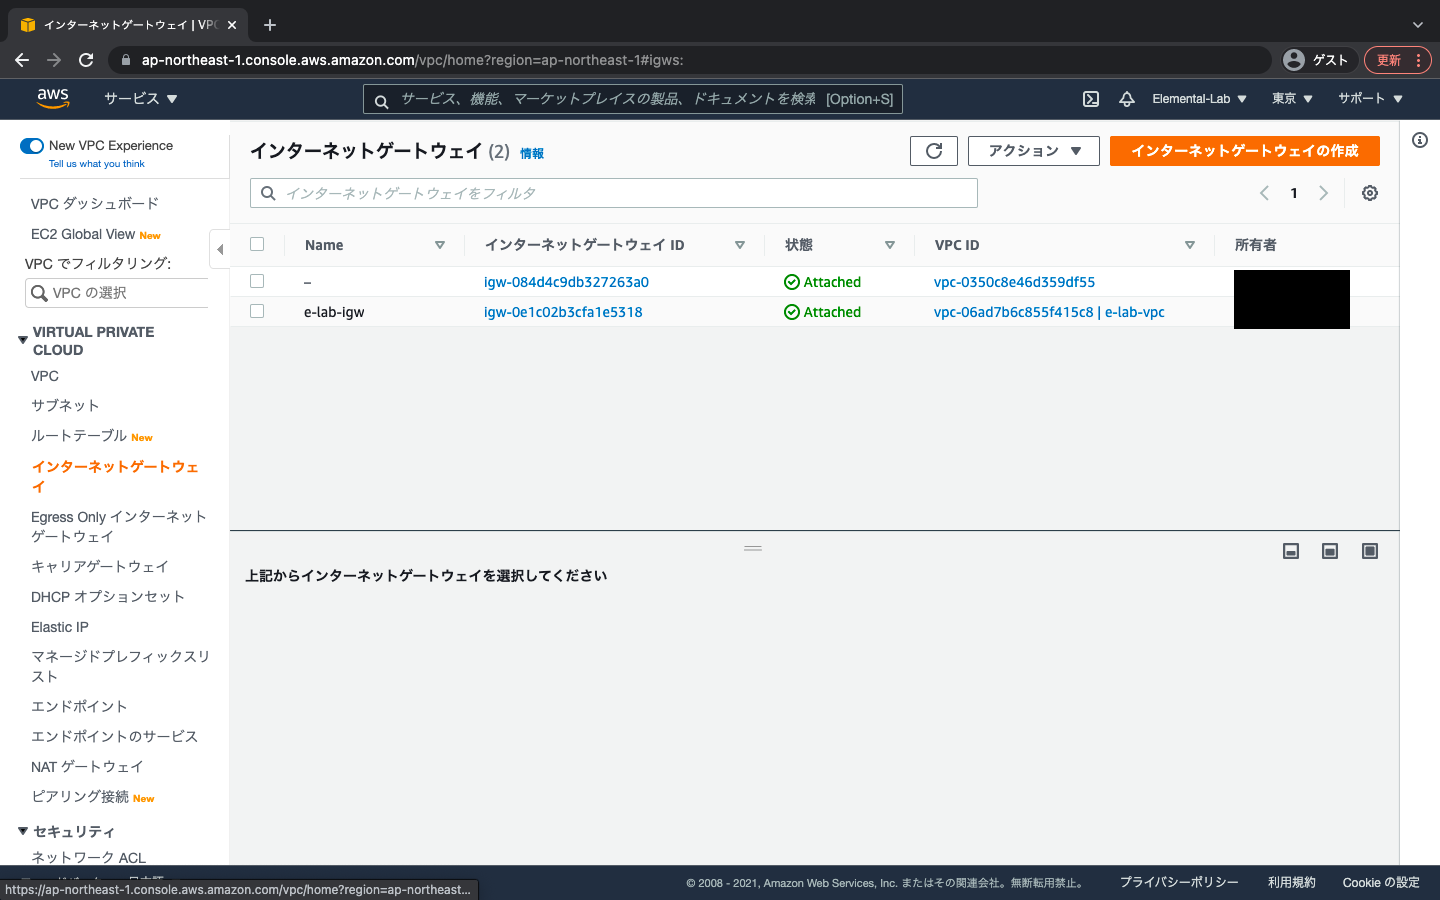 インターネットゲートウェイ | VPC
ap-northeast-1.console.aws.amazon.com/vpc/home?region=ap-northeast-1#igws:
ゲスト
更新
aws
サービス
サービス、機能、マーケットプレイスの製品、ドキュメントを検索 [Option+S]
Elemental-Lab
東京
サポート
New VPC Experience
Tell us what you think
VPC ダッシュボード
EC2 Global View New
VPC でフィルタリング:
VPC の選択
VIRTUAL PRIVATE
CLOUD
VPC
サブネット
ルートテーブル New
インターネットゲートウェ
イ
Egress Only インターネット
ゲートウェイ
キャリアゲートウェイ
DHCP オプションセット
Elastic IP
マネージドプレフィックスリ
スト
エンドポイント
エンドポイントのサービス
NAT ゲートウェイ
ピアリング接続 New
セキュリティ
ネットワーク ACL
インターネットゲートウェイ (2) 情報
アクション
インターネットゲートウェイの作成
インターネットゲートウェイをフィルタ
1
Name インターネットゲートウェイ ID 状態 VPC ID 所有者
– igw-084d4c9db327263a0 Attached vpc-0350c8e46d359df55
e-lab-igw igw-0e1c02b3cfa1e5318 Attached vpc-06ad7b6c855f415c8 | e-lab-vpc
上記からインターネットゲートウェイを選択してください
https://ap-northeast-1.console.aws.amazon.com/vpc/home?region=ap-northeast...
© 2008 - 2021, Amazon Web Services, Inc. またはその関連会社。無断転用禁止。
プライバシーポリシー
利用規約
Cookie の設定